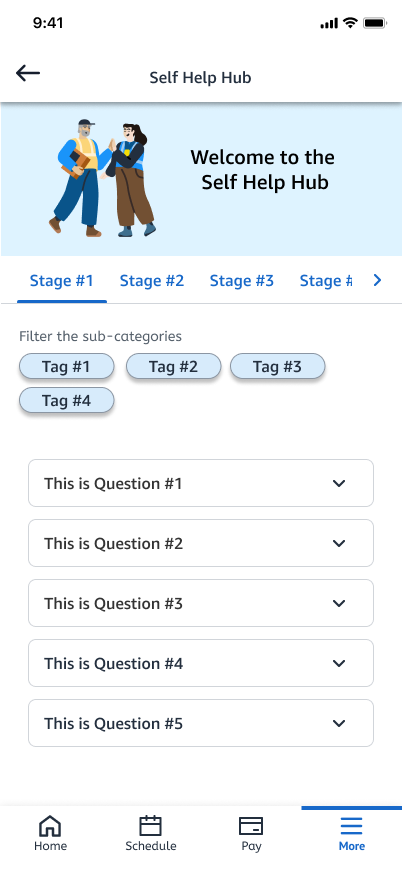 9:41
Self Help Hub
Welcome to the
Self Help Hub
Stage #1 Stage #2 Stage #3 Stage #
Filter the sub-categories
Tag #1 Tag #2 Tag #3
Tag #4
This is Question #1
This is Question #2
This is Question #3
This is Question #4
This is Question #5
Home Schedule Pay More